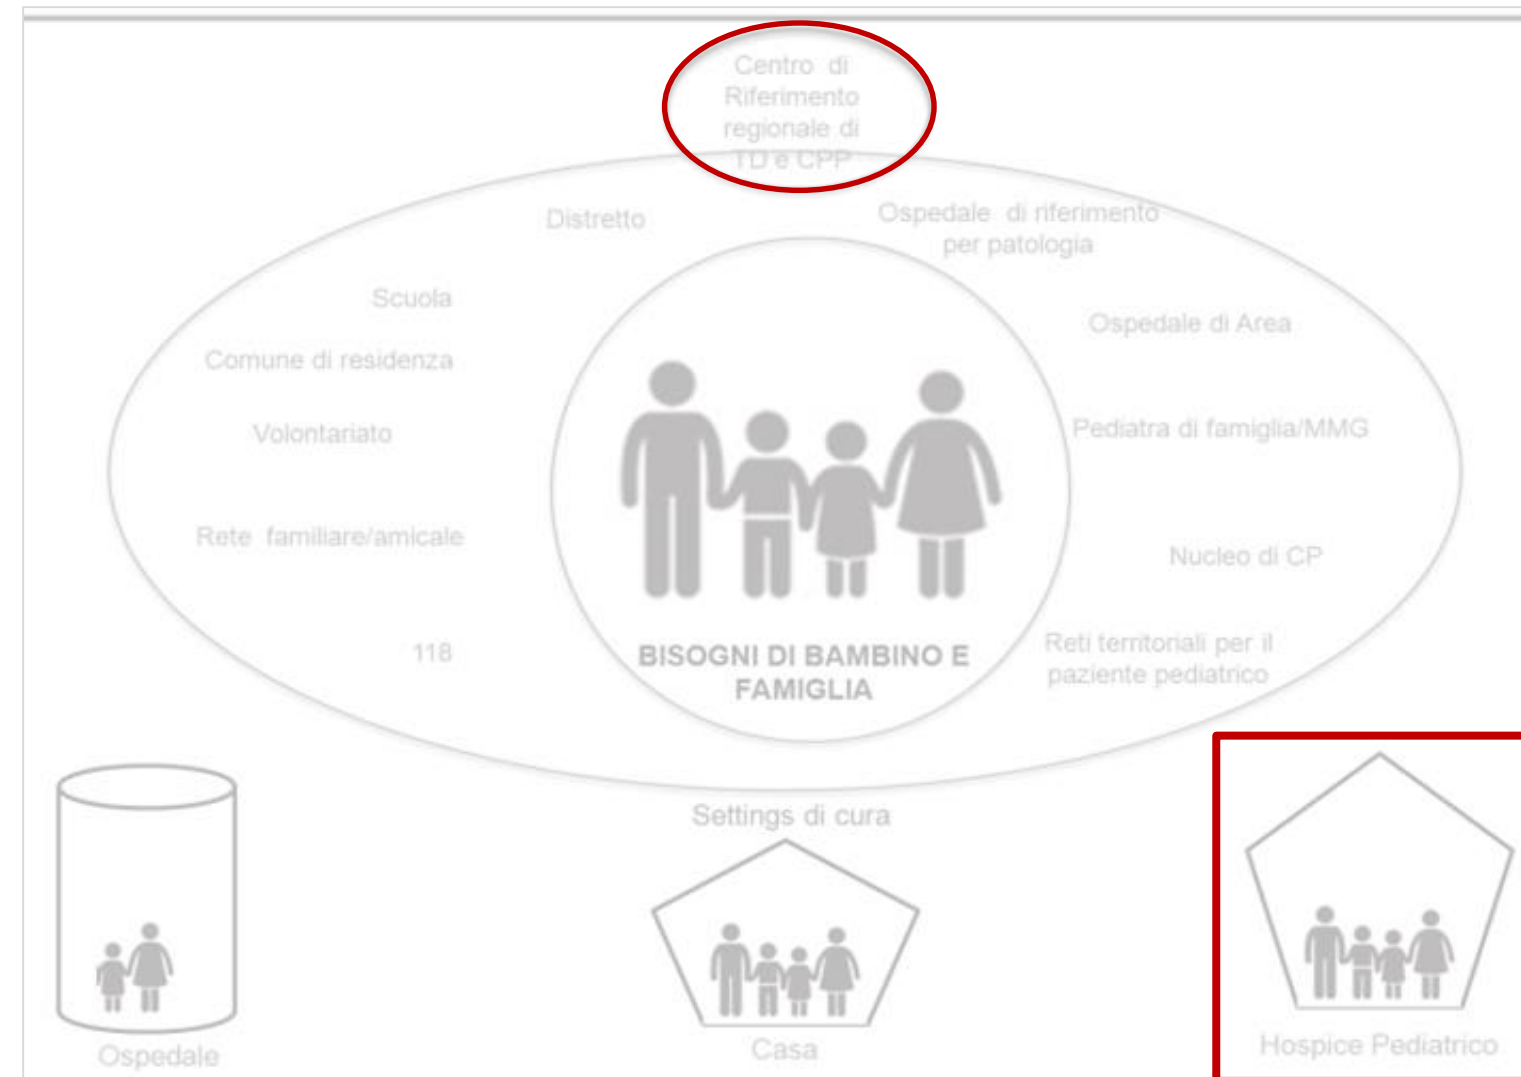 Centro di
Riferimento
regionale di
TD e CPP
Distretto
Ospedale di riferimento
per patologia
Scuola
Ospedale di Area
Comune di residenza
Volontariato
Pediatra di famiglia/MMG
Rete familiare/amicale
Nucleo di CP
118
BISOGNI DI BAMBINO E
FAMIGLIA
Reti territoriali per il
paziente pediatrico
Settings di cura
Ospedale
Casa
Hospice Pediatrico